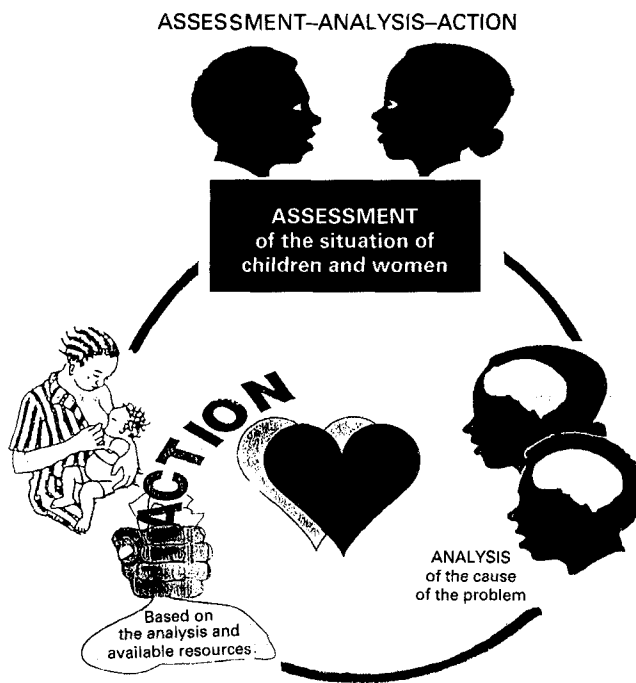 ASSESSMENT–ANALYSIS–ACTION
ASSESSMENT
of the situation of
children and women
ACTION
ANALYSIS
of the cause
of the problem
Based on
the analysis and
available resources